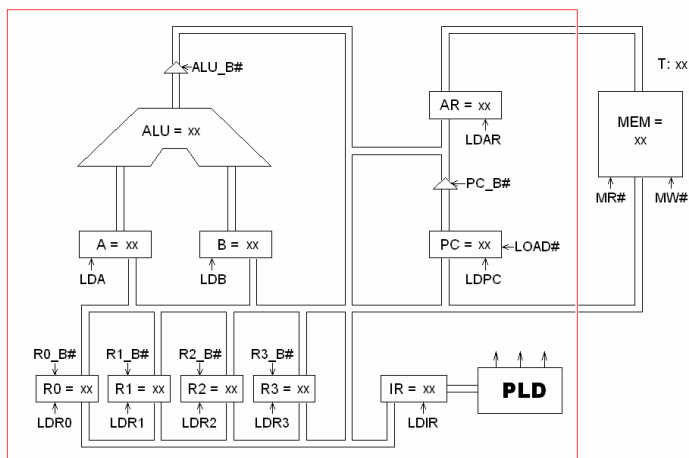 ALU_B#
T: xx
ALU = xx
AR = xx
MEM =
xx
LDAR
PC_B#
MR#
MW#
A = xx
B = xx
PC = xx
LOAD#
LDA
LDB
LDPC
R0_B#
R1_B#
R2_B#
R3_B#
R0 = xx
R1 = xx
R2 = xx
R3 = xx
IR = xx
PLD
LDR0
LDR1
LDR2
LDR3
LDIR